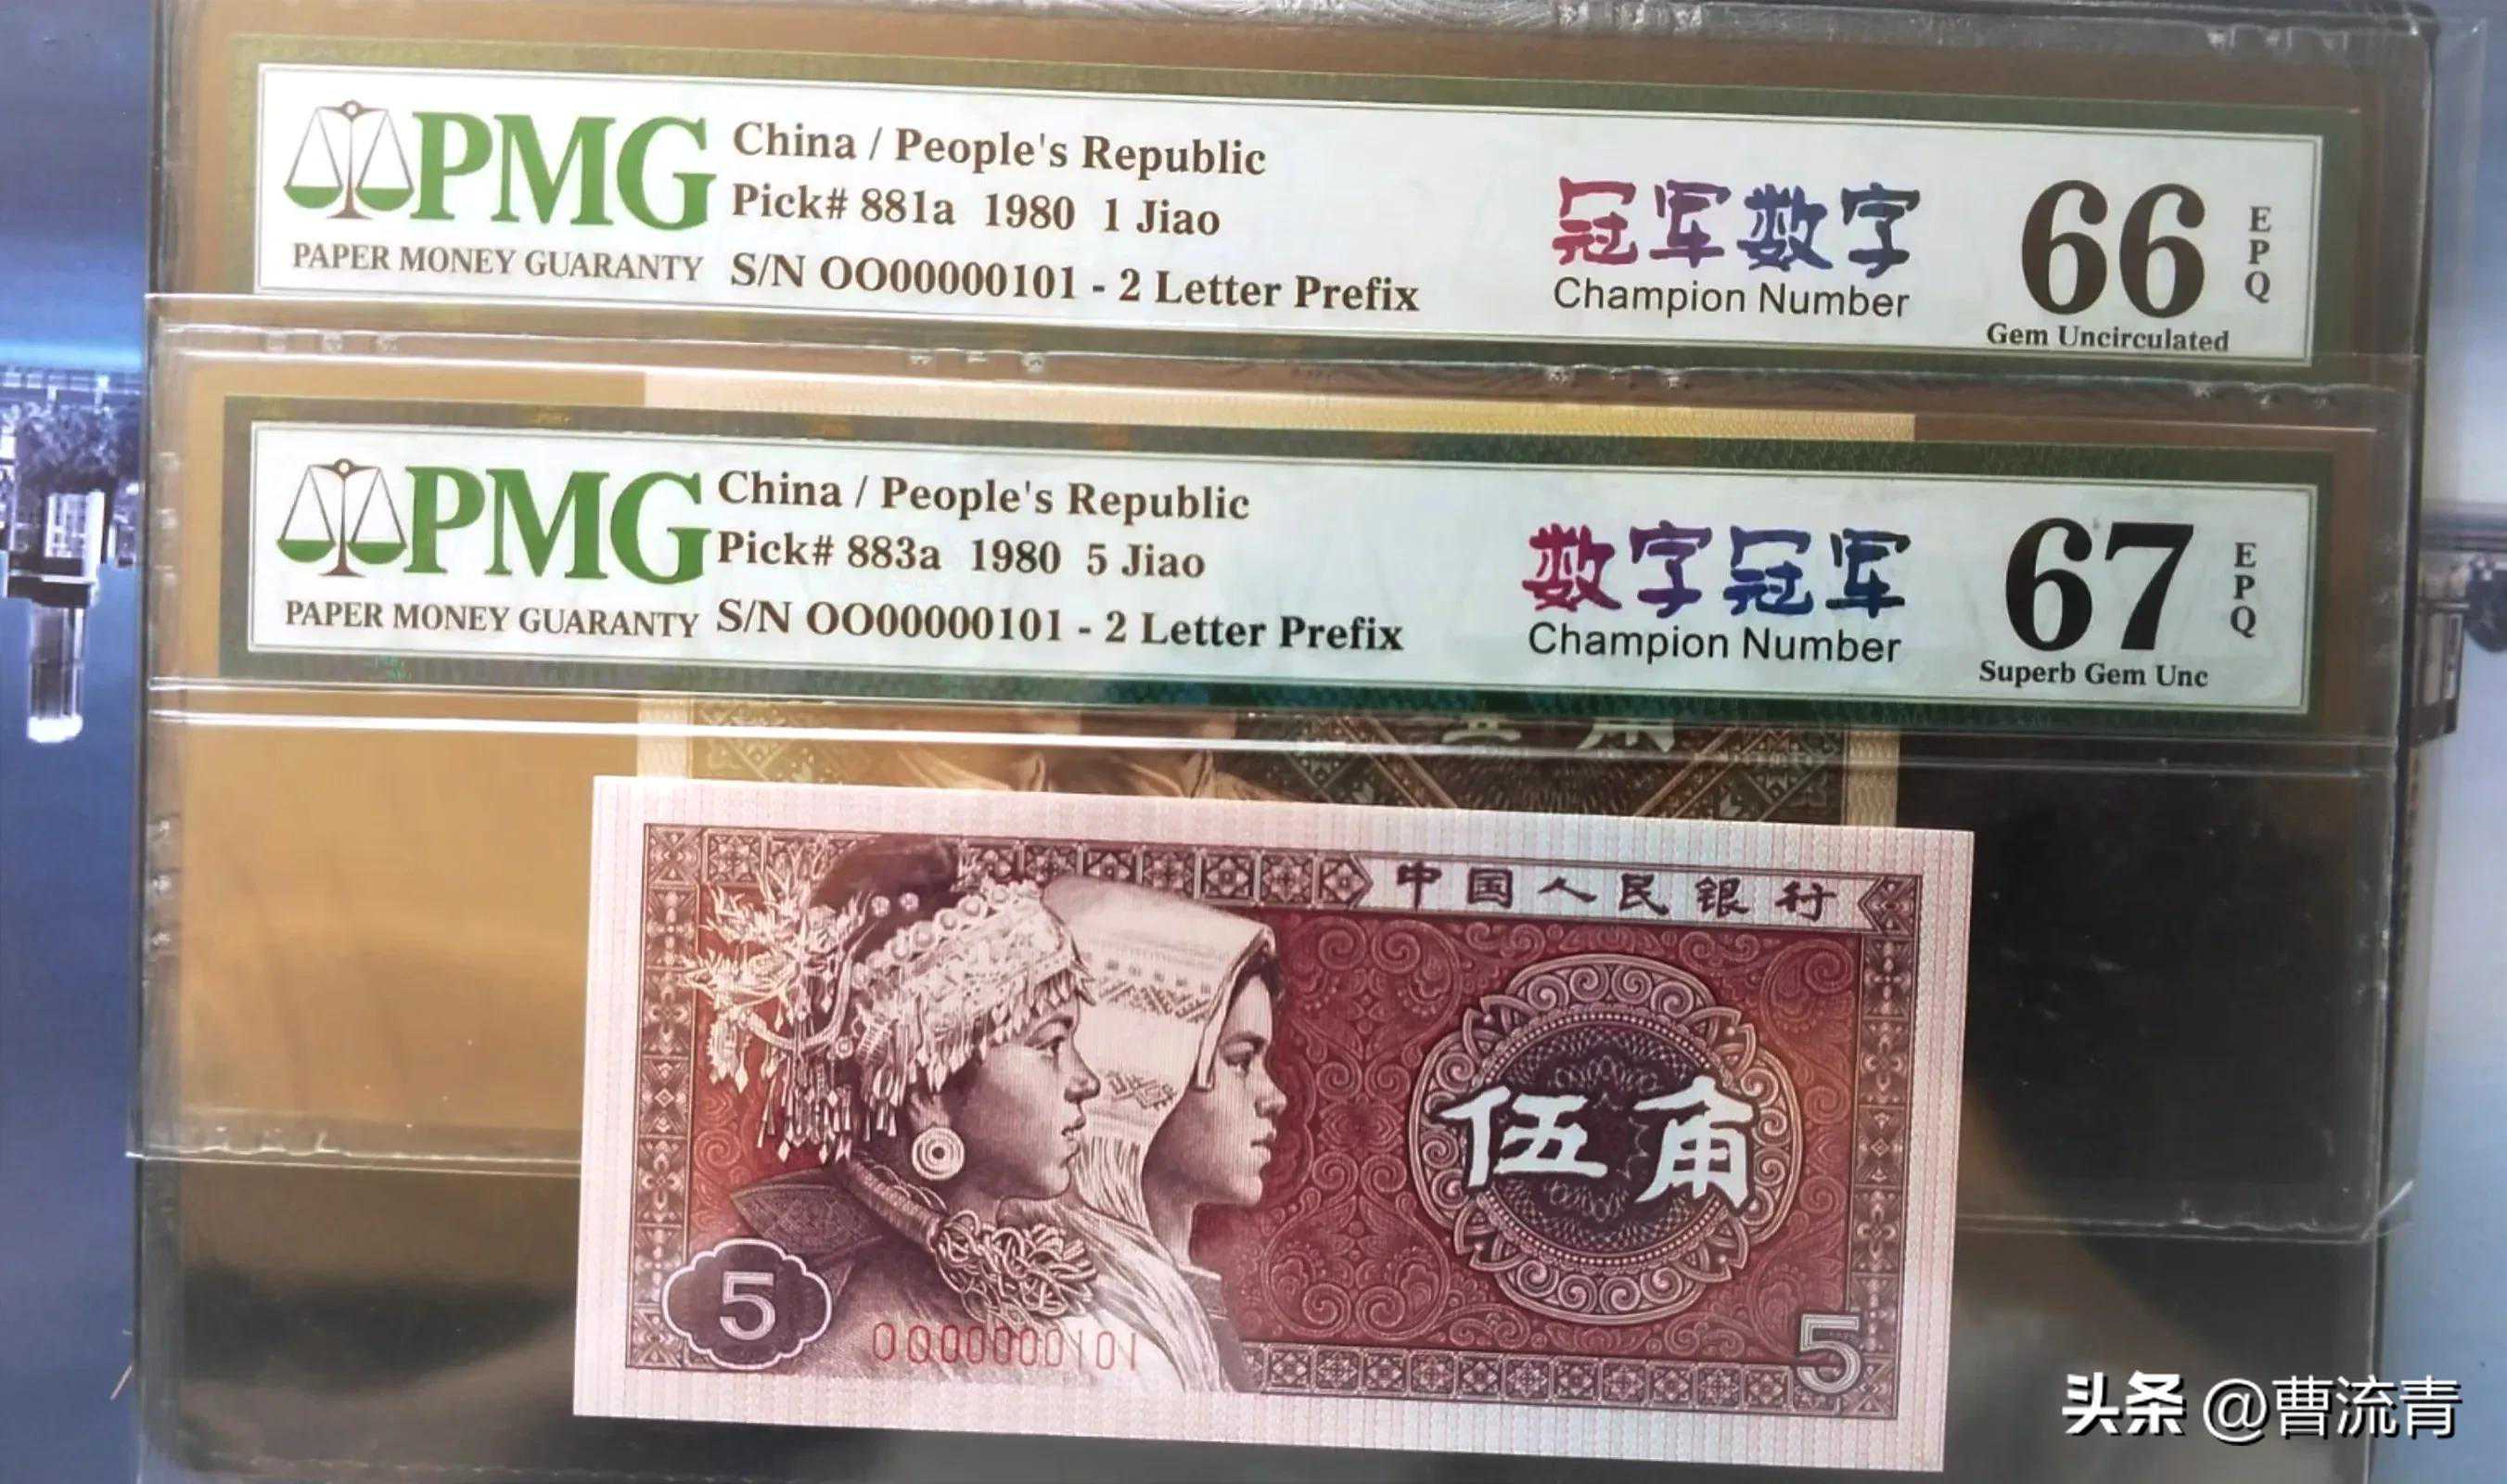 PMG
PAPER MONEY GUARANTY
China / People's Republic
Pick# 881a 1980 1 Jiao
S/N OO00000101 - 2 Letter Prefix
冠军数字
Champion Number
66
EPQ
Gem Uncirculated
PMG
PAPER MONEY GUARANTY
China / People's Republic
Pick# 883a 1980 5 Jiao
S/N OO00000101 - 2 Letter Prefix
数字冠军
Champion Number
67
EPQ
Superb Gem Unc
壹角
中国人民银行
伍角
5
OO00000101
5
头条 @曹流青